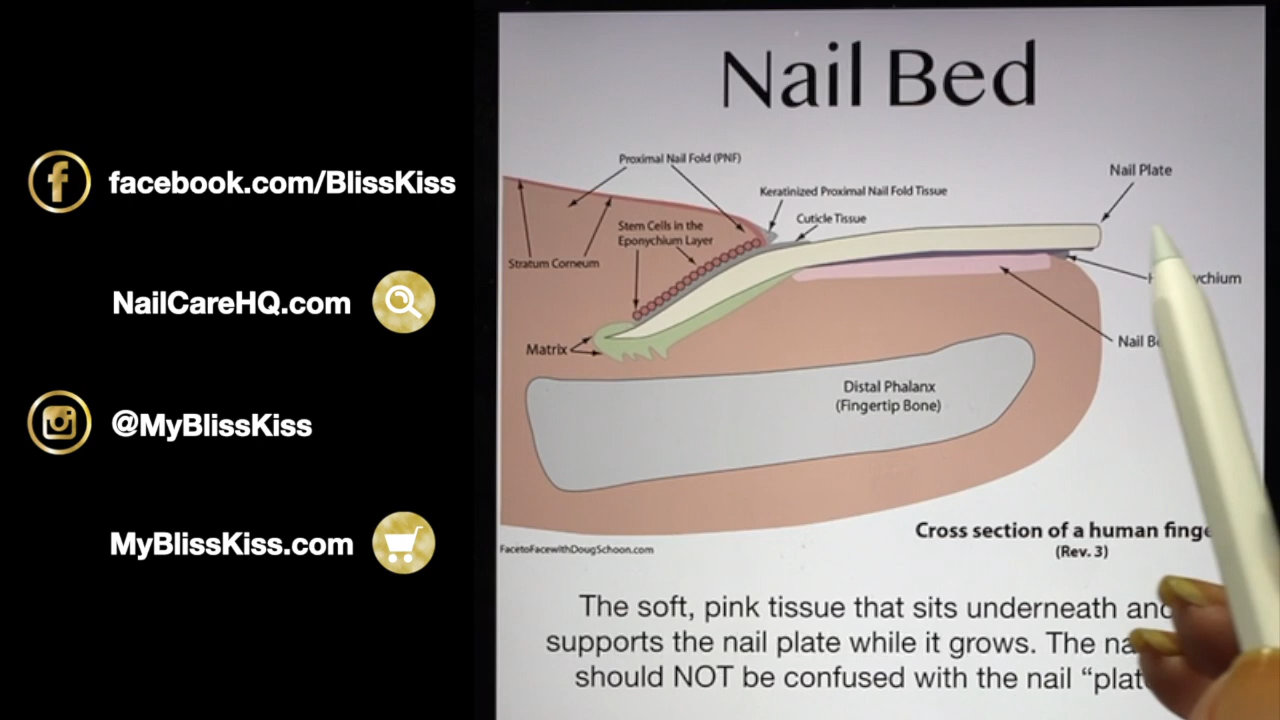 facebook.com/BlissKiss
NailCareHQ.com
@MyBlissKiss
MyBlissKiss.com
Nail Bed
Proximal Nail Fold (PNF)
Nail Plate
Keratinized Proximal Nail Fold Tissue
Cuticle Tissue
Stem Cells in the
Eponychium Layer
Stratum Corneum
Matrix
Nail
Distal Phalanx
(Fingertip Bone)
Cross section of a human
(Rev. 3)
FacetoFacewithDougSchoon.com
The soft, pink tissue that sits underneath and
supports the nail plate while it grows. The
should NOT be confused with the nail